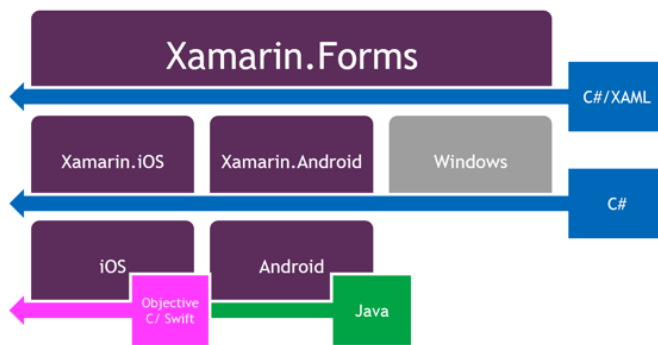 Xamarin.Forms
C#/XAML
Xamarin.iOS
Xamarin.Android
Windows
C#
iOS
Android
Objective
C/ Swift
Java